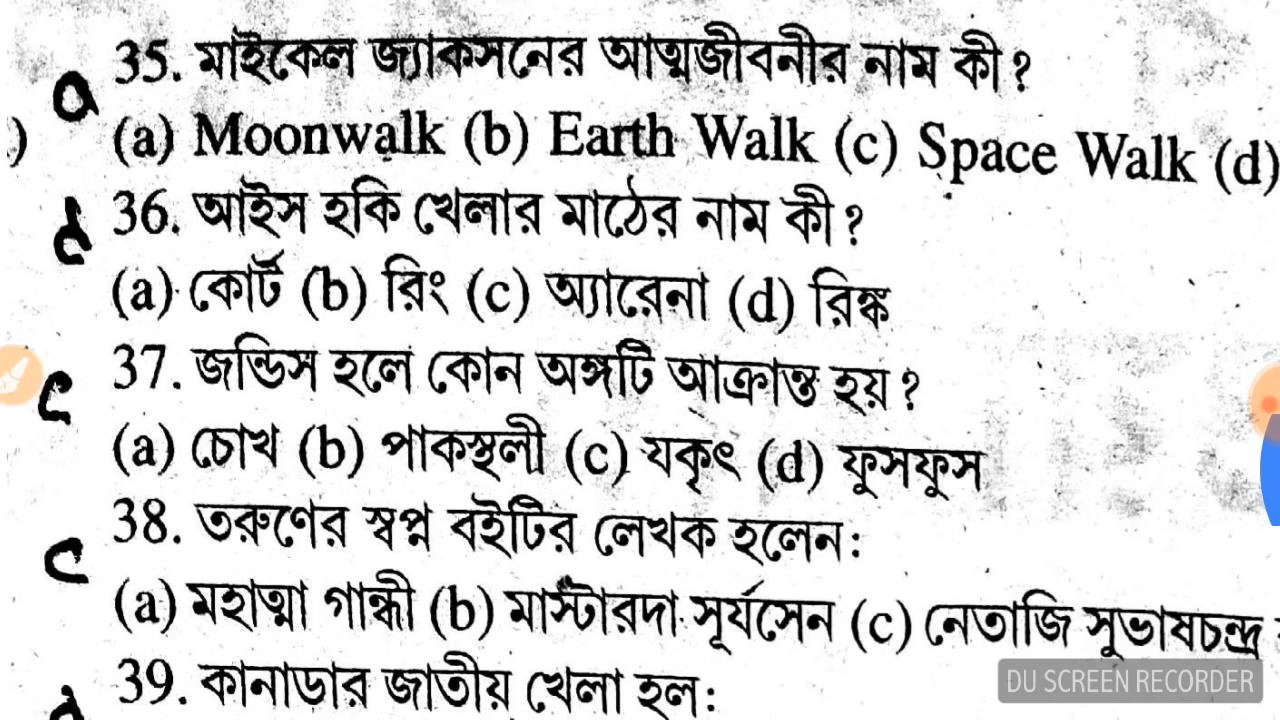 35. মাইকেল জ্যাকসনের আত্মজীবনীর নাম কী?
a
.) (a) Moonwalk (b) Earth Walk (c) Space Walk (d)
d 36. আইস হকি খেলার মাঠের নাম কী?
(a) কোর্ট (b) রিং (c) অ্যারেনা (d) রিঙ্ক
37. জন্ডিস হলে কোন অঙ্গটি আক্রান্ত হয়?
c
(a) চোখ (b) পাকস্থলী (c) যকৃৎ (d) ফুসফুস
38. তরুণের স্বপ্ন বইটির লেখক হলেন:
c
(a) মহাত্মা গান্ধী (b) মাস্টারদা সূর্যসেন (c) নেতাজি সুভাষচন্দ্র
39. কানাডার জাতীয় খেলা হল:
DU SCREEN RECORDER